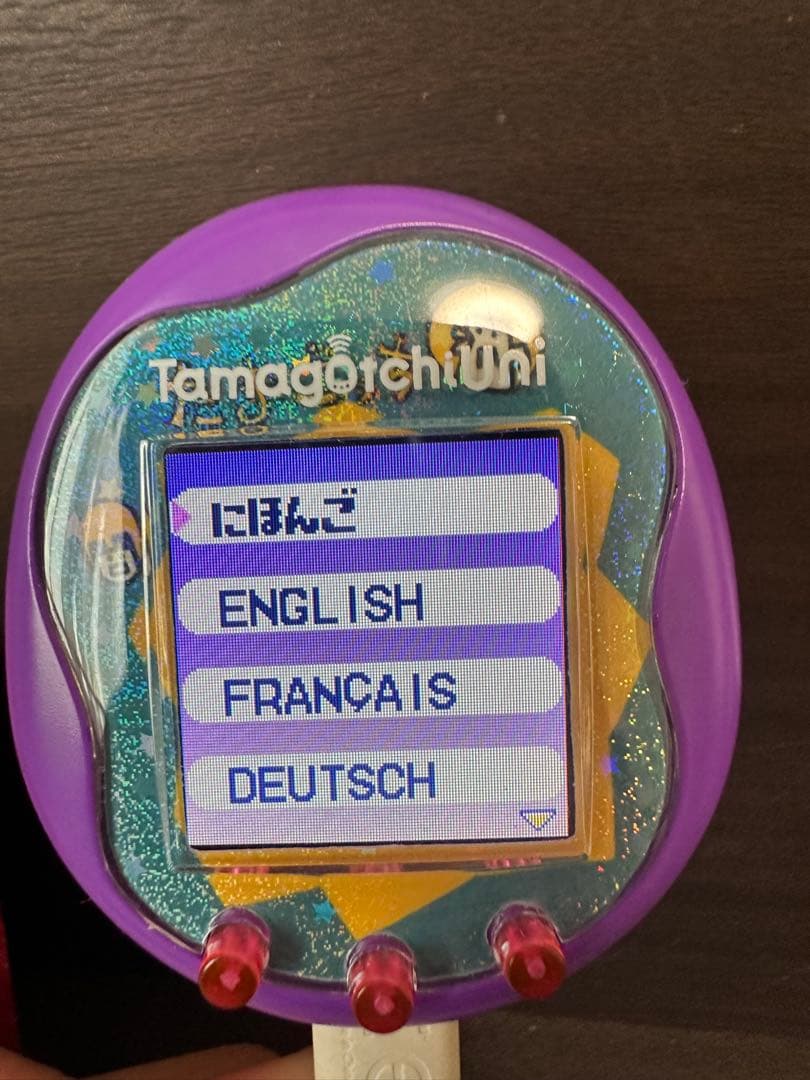 TamagotchiUni
にほんご
ENGLISH
FRANÇAIS
DEUTSCH